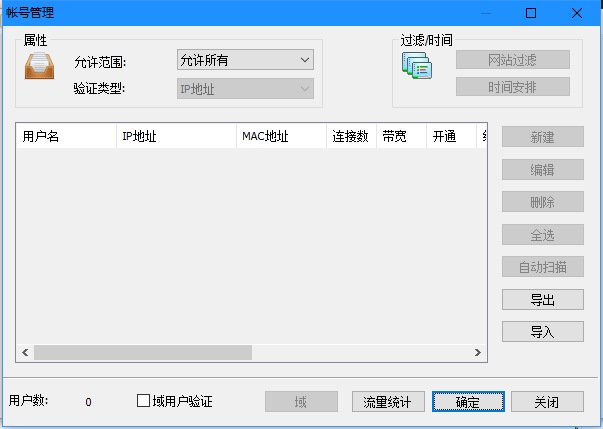 帐号管理
属性
允许范围: 允许所有
验证类型: IP地址
过滤/时间
网站过滤
时间安排
用户名 IP地址 MAC地址 连接数 带宽 开通
新建
编辑
删除
全选
自动扫描
导出
导入
用户数: 0 域用户验证 域 流量统计 确定 关闭